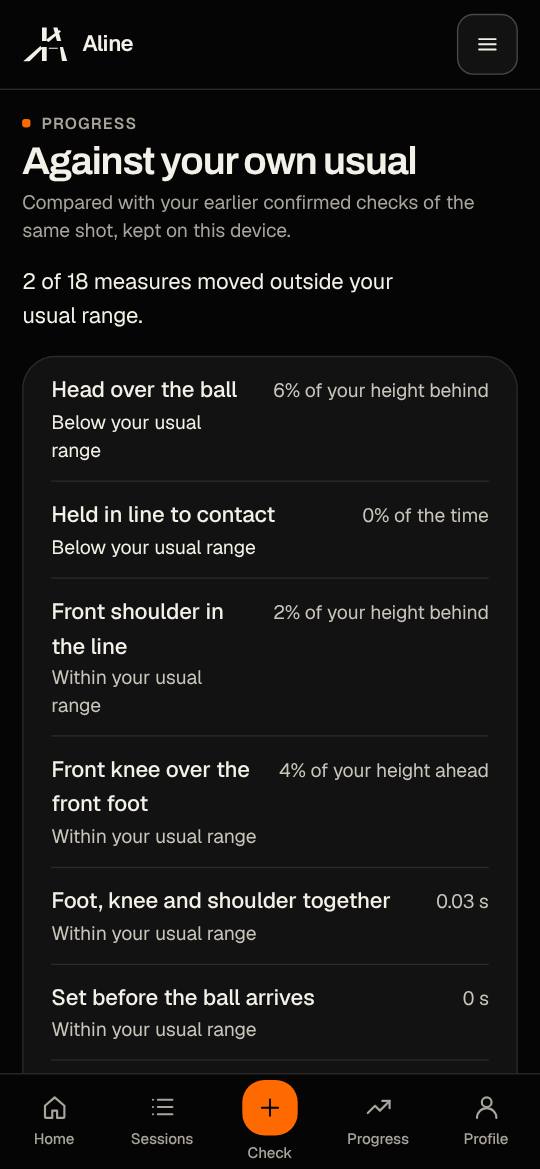 Aline
PROGRESS
Against your own usual
Compared with your earlier confirmed checks of the
same shot, kept on this device.
2 of 18 measures moved outside your
usual range.
Head over the ball
6% of your height behind
Below your usual
range
Held in line to contact
0% of the time
Below your usual range
Front shoulder in
the line
2% of your height behind
Within your usual
range
Front knee over the
front foot
4% of your height ahead
Within your usual range
Foot, knee and shoulder together
0.03 s
Within your usual range
Set before the ball arrives
0 s
Within your usual range
Home
Sessions
Check
Progress
Profile